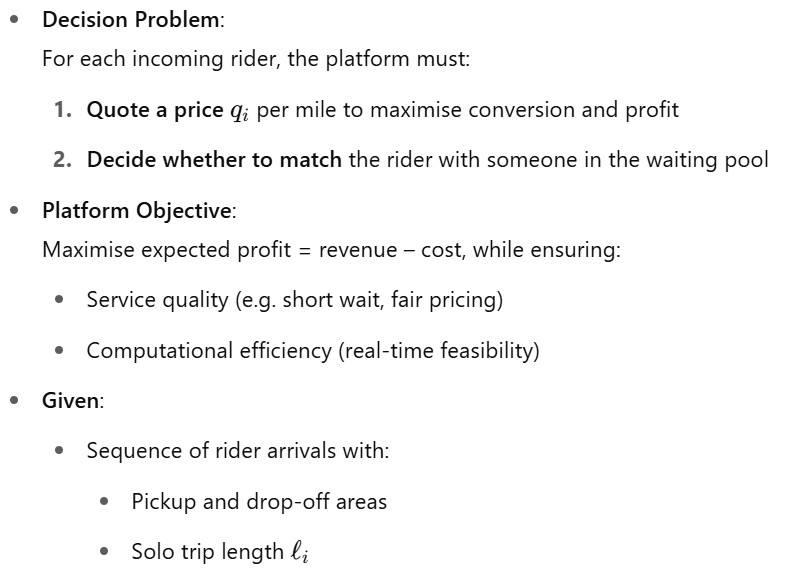 • Decision Problem:
For each incoming rider, the platform must:
1. Quote a price qᵢ per mile to maximise conversion and profit
2. Decide whether to match the rider with someone in the waiting pool
• Platform Objective:
Maximise expected profit = revenue – cost, while ensuring:
• Service quality (e.g. short wait, fair pricing)
• Computational efficiency (real-time feasibility)
• Given:
• Sequence of rider arrivals with:
• Pickup and drop-off areas
• Solo trip length ℓᵢ